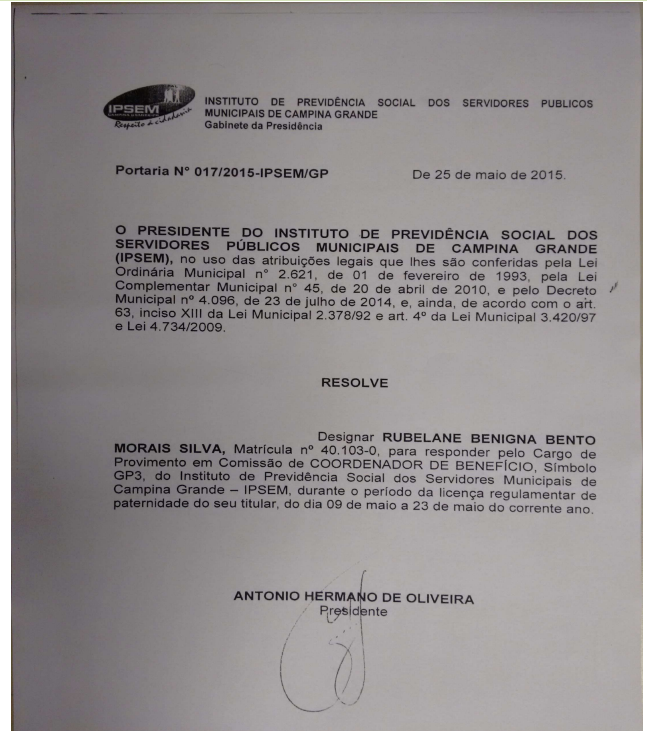 IPSEM
Respeito à cidadania
INSTITUTO DE PREVIDÊNCIA SOCIAL DOS SERVIDORES PUBLICOS
MUNICIPAIS DE CAMPINA GRANDE
Gabinete da Presidência
Portaria N° 017/2015-IPSEM/GP De 25 de maio de 2015.
O PRESIDENTE DO INSTITUTO DE PREVIDÊNCIA SOCIAL DOS
SERVIDORES PÚBLICOS MUNICIPAIS DE CAMPINA GRANDE
(IPSEM), no uso das atribuições legais que lhes são conferidas pela Lei
Ordinária Municipal n° 2.621, de 01 de fevereiro de 1993, pela Lei
Complementar Municipal n° 45, de 20 de abril de 2010, e pelo Decreto
Municipal nº 4.096, de 23 de julho de 2014, e, ainda, de acordo com o art.
63, inciso XIII da Lei Municipal 2.378/92 e art. 4º da Lei Municipal 3.420/97
e Lei 4.734/2009.
RESOLVE
Designar RUBELANE BENIGNA BENTO
MORAIS SILVA, Matrícula nº 40.103-0, para responder pelo Cargo de
Provimento em Comissão de COORDENADOR DE BENEFÍCIO, Símbolo
GP3, do Instituto de Previdência Social dos Servidores Municipais de
Campina Grande – IPSEM, durante o período da licença regulamentar de
paternidade do seu titular, do dia 09 de maio a 23 de maio do corrente ano.
ANTONIO HERMANO DE OLIVEIRA
Presidente